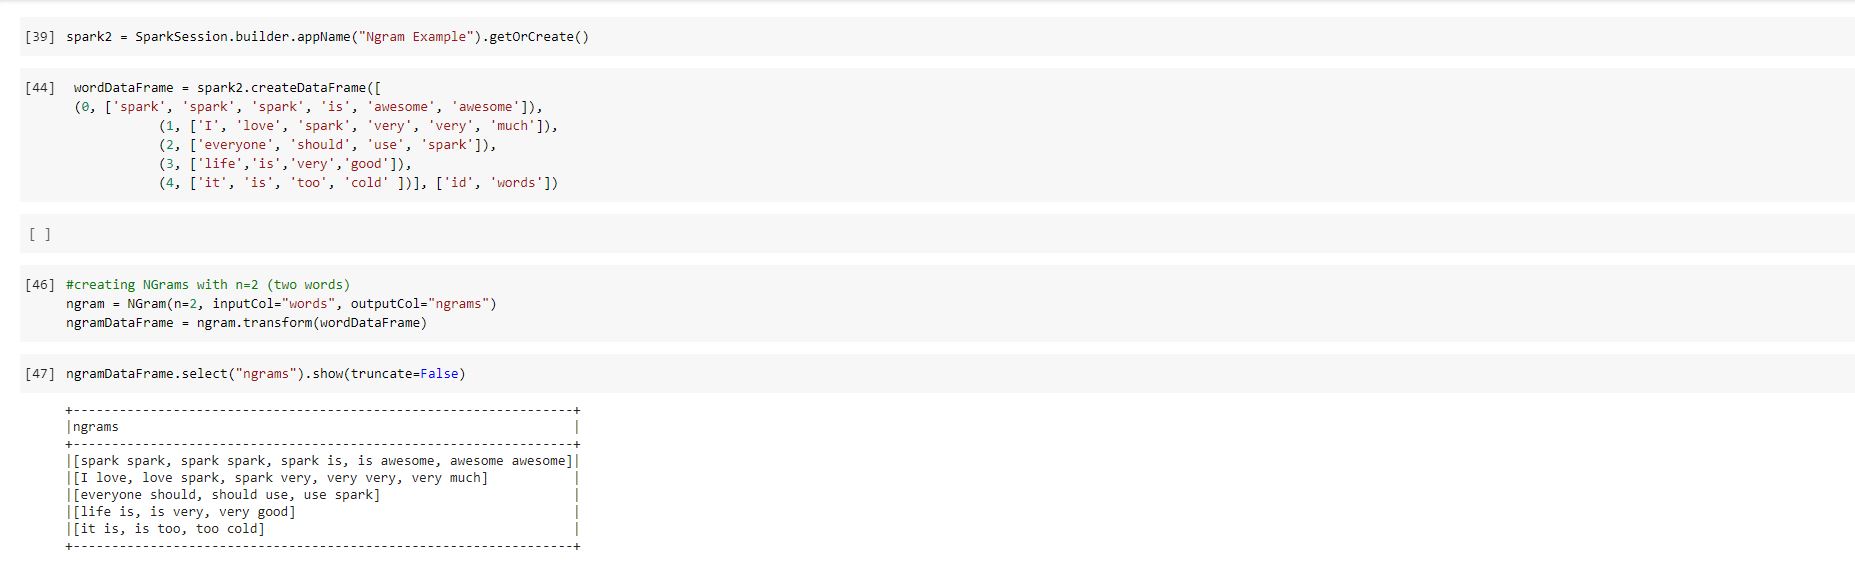 [39] spark2 = SparkSession.builder.appName("Ngram Example").getOrCreate()
[44] wordDataFrame = spark2.createDataFrame([
(0, ['spark', 'spark', 'spark', 'is', 'awesome', 'awesome']),
(1, ['I', 'love', 'spark', 'very', 'very', 'much']),
(2, ['everyone', 'should', 'use', 'spark']),
(3, ['life','is','very','good']),
(4, ['it', 'is', 'too', 'cold' ])], ['id', 'words'])
[ ]
[46] #creating NGrams with n=2 (two words)
ngram = NGram(n=2, inputCol="words", outputCol="ngrams")
ngramDataFrame = ngram.transform(wordDataFrame)
[47] ngramDataFrame.select("ngrams").show(truncate=False)
+-----------------------------------------------------------------+
|ngrams                                                           |
+-----------------------------------------------------------------+
|[spark spark, spark spark, spark is, is awesome, awesome awesome]|
|[I love, love spark, spark very, very very, very much]           |
|[everyone should, should use, use spark]                         |
|[life is, is very, very good]                                    |
|[it is, is too, too cold]                                        |
+-----------------------------------------------------------------+